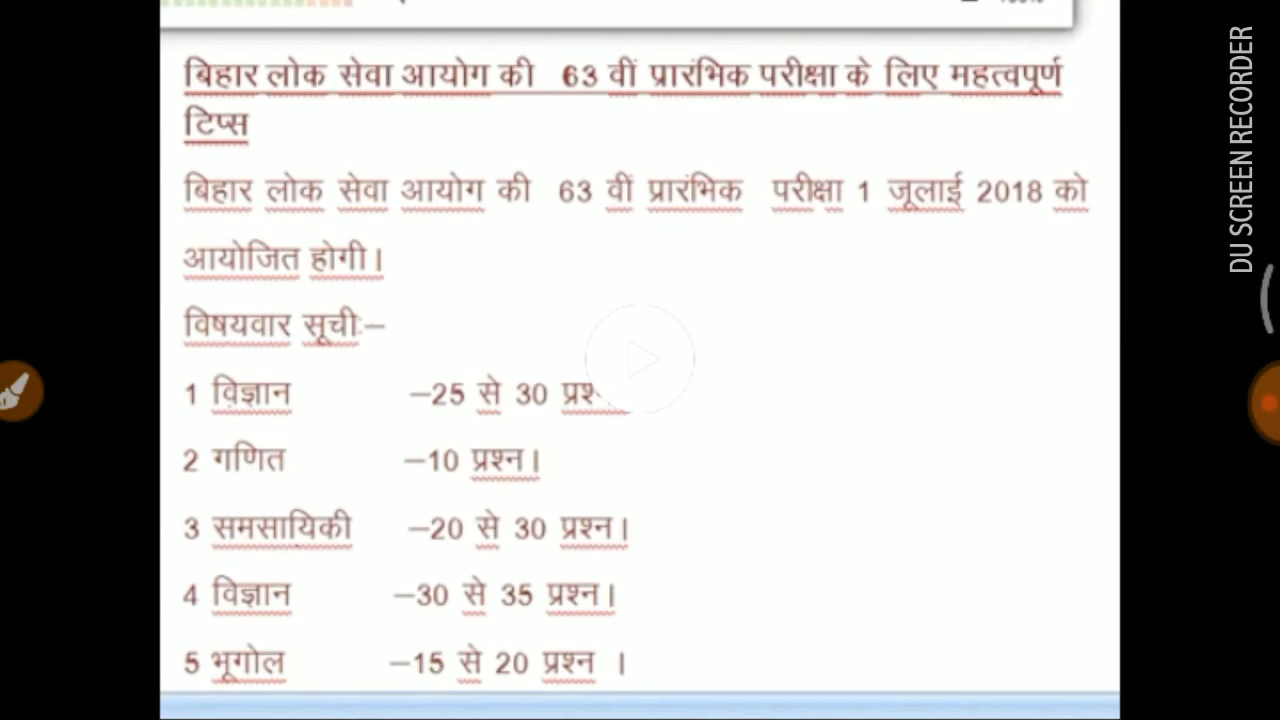 बिहार लोक सेवा आयोग की 63 वीं प्रारंभिक परीक्षा के लिए महत्वपूर्ण
टिप्स
बिहार लोक सेवा आयोग की 63 वीं प्रारंभिक परीक्षा 1 जूलाई 2018 को
आयोजित होगी।
विषयवार सूची:–
1 विज्ञान –25 से 30
2 गणित –10 प्रश्न।
3 समसायिकी –20 से 30 प्रश्न।
4 विज्ञान –30 से 35 प्रश्न।
5 भूगोल –15 से 20 प्रश्न ।
DU SCREEN RECORDER